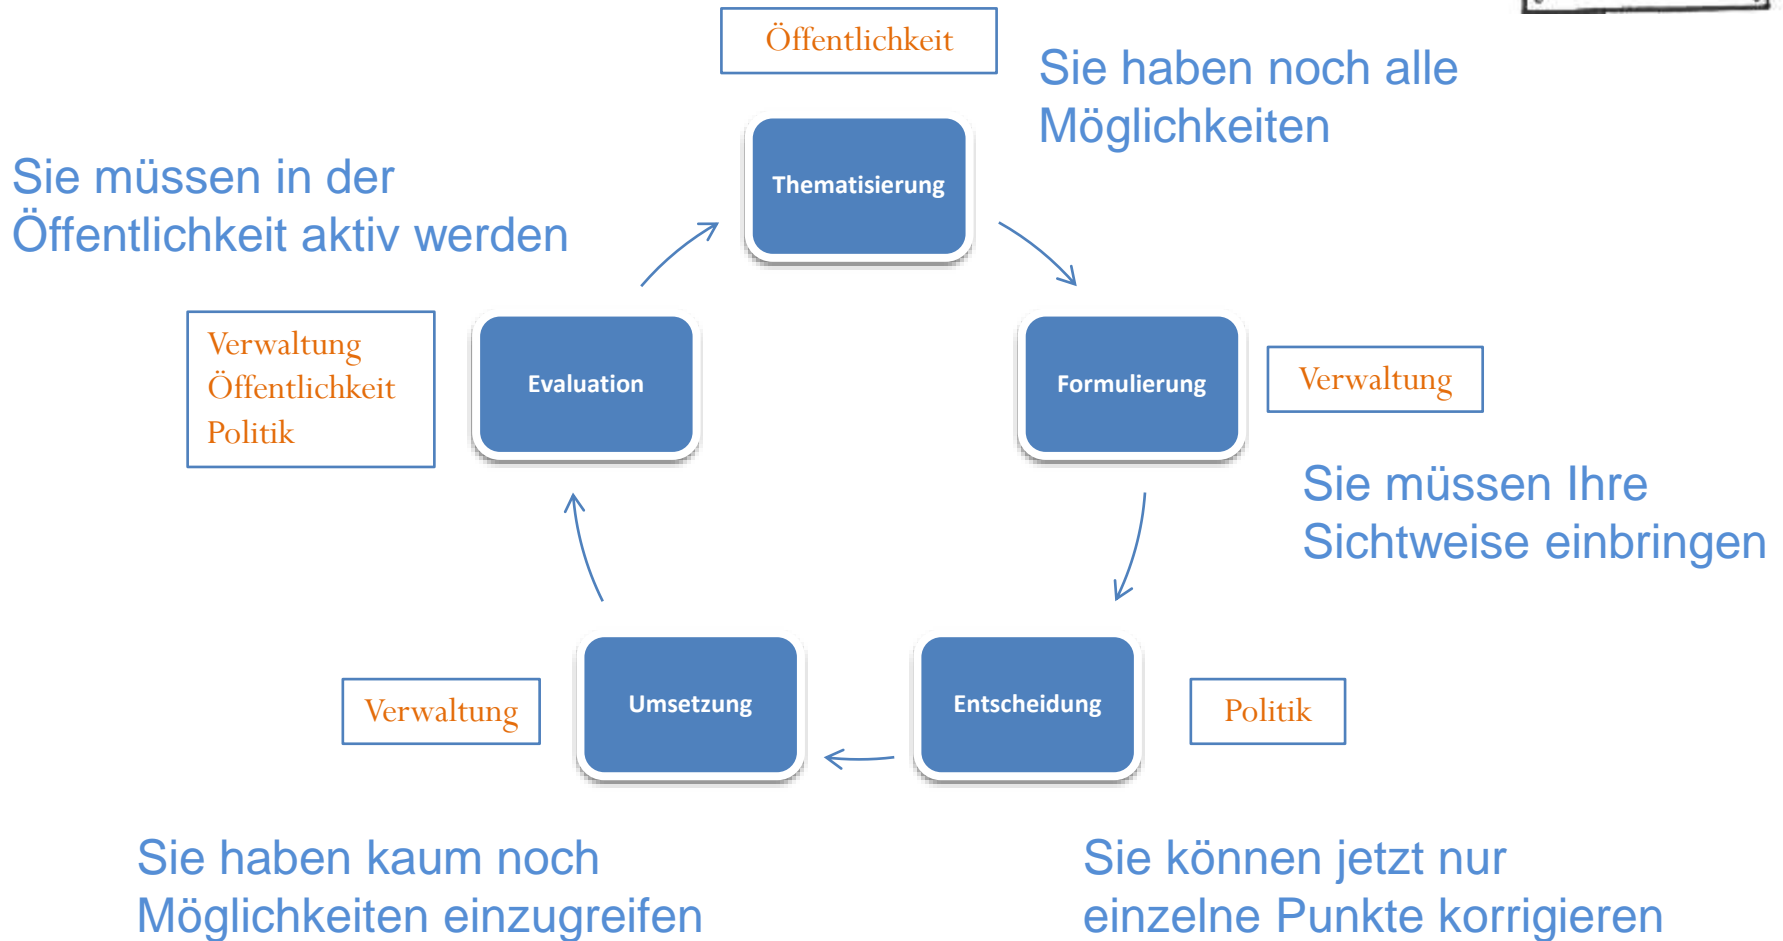 Öffentlichkeit
Sie haben noch alle
Möglichkeiten
Thematisierung
Sie müssen in der
Öffentlichkeit aktiv werden
Verwaltung
Öffentlichkeit
Politik
Evaluation
Formulierung
Verwaltung
Sie müssen Ihre
Sichtweise einbringen
Verwaltung
Umsetzung
Entscheidung
Politik
Sie haben kaum noch
Möglichkeiten einzugreifen
Sie können jetzt nur
einzelne Punkte korrigieren